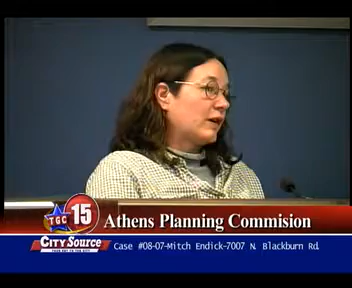 TGC 15
Athens Planning Commision
CITY SOURCE
Case #08-07-Mitch Endick-7007 N. Blackburn Rd.